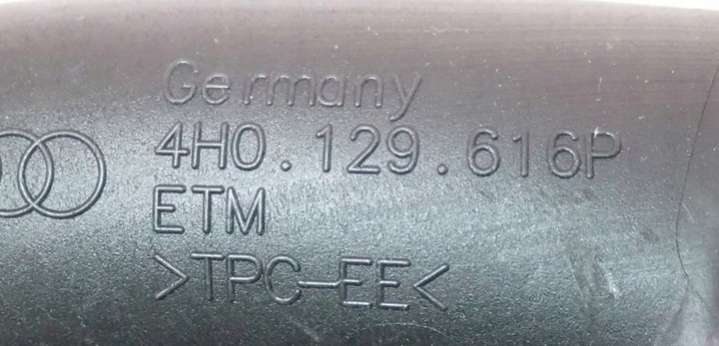 Germany
4H0.129.616P
ETM
>TPC-EE<